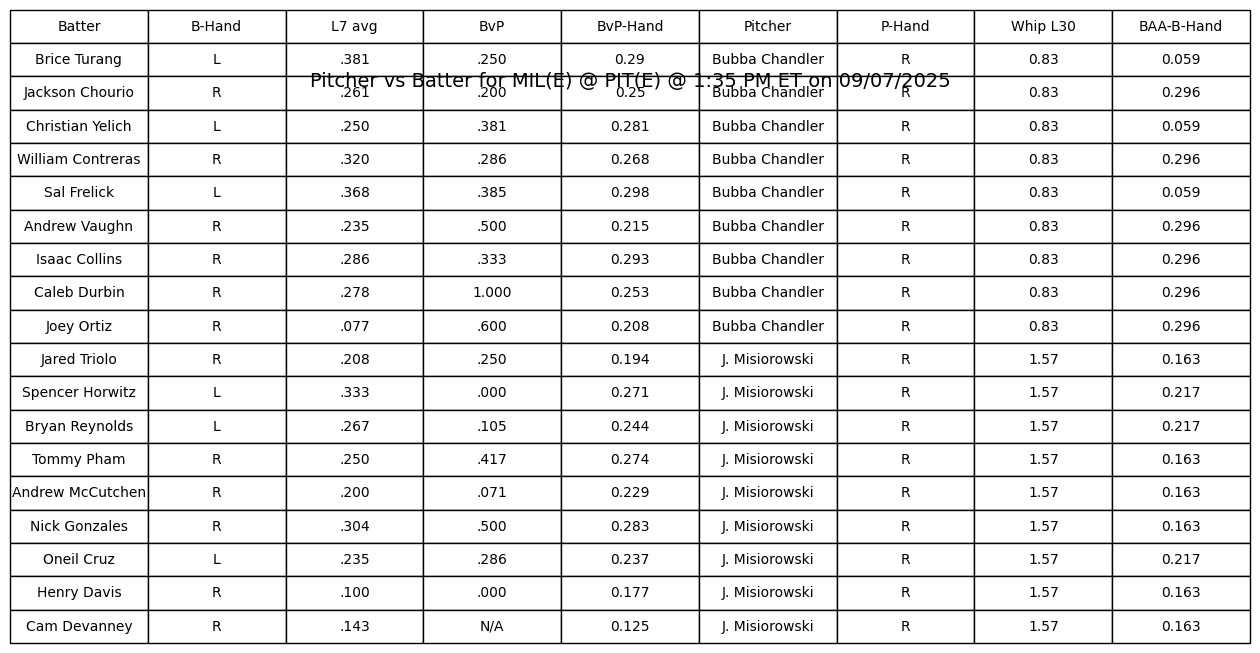 Batter B-Hand L7 avg BvP BvP-Hand Pitcher P-Hand Whip L30 BAA-B-Hand
Brice Turang L .381 .250 0.29 Bubba Chandler R 0.83 0.059
Pitcher vs Batter for MIL(E) @ PIT(E) @ 1:35 PM ET on 09/07/2025
Jackson Chourio R .261 .200 0.25 Bubba Chandler R 0.83 0.296
Christian Yelich L .250 .381 0.281 Bubba Chandler R 0.83 0.059
William Contreras R .320 .286 0.268 Bubba Chandler R 0.83 0.296
Sal Frelick L .368 .385 0.298 Bubba Chandler R 0.83 0.059
Andrew Vaughn R .235 .500 0.215 Bubba Chandler R 0.83 0.296
Isaac Collins R .286 .333 0.293 Bubba Chandler R 0.83 0.296
Caleb Durbin R .278 1.000 0.253 Bubba Chandler R 0.83 0.296
Joey Ortiz R .077 .600 0.208 Bubba Chandler R 0.83 0.296
Jared Triolo R .208 .250 0.194 J. Misiorowski R 1.57 0.163
Spencer Horwitz L .333 .000 0.271 J. Misiorowski R 1.57 0.217
Bryan Reynolds L .267 .105 0.244 J. Misiorowski R 1.57 0.217
Tommy Pham R .250 .417 0.274 J. Misiorowski R 1.57 0.163
Andrew McCutchen R .200 .071 0.229 J. Misiorowski R 1.57 0.163
Nick Gonzales R .304 .500 0.283 J. Misiorowski R 1.57 0.163
Oneil Cruz L .235 .286 0.237 J. Misiorowski R 1.57 0.217
Henry Davis R .100 .000 0.177 J. Misiorowski R 1.57 0.163
Cam Devanney R .143 N/A 0.125 J. Misiorowski R 1.57 0.163